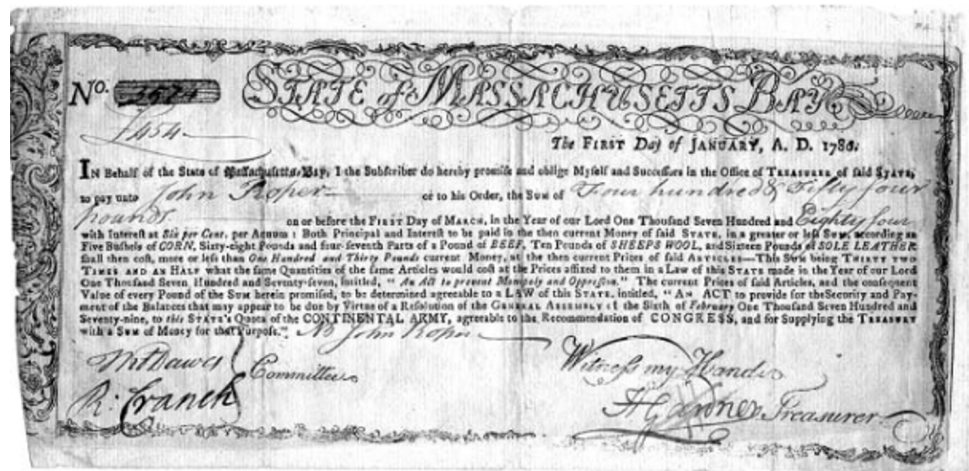 No. 2574 STATE of MASSACHUSETTS BAY
£454
The FIRST Day of JANUARY, A. D. 1780.
IN Behalf of the State of Massachusetts-Bay, I the Subscriber do hereby promise and oblige Myself and Successors in the Office of TREASURER of said STATE,
to pay unto John Roper or to his Order, the SUM of Four hundred & Fifty four
pounds on or before the FIRST Day of MARCH, in the Year of our Lord One Thousand Seven Hundred and Eighty four
with Interest at Six per Cent, per Annum: Both Principal and Interest to be paid in the then current Money of said STATE, in a greater or less SUM, according as
Five Bushels of CORN, Sixty-eight Pounds and four-seventh Parts of a Pound of BEEF, Ten Pounds of SHEEPS WOOL, and Sixteen Pounds of SOLE LEATHER
shall then cost, more or less than One Hundred and Thirty Pounds current Money, at the then current Prices of said ARTICLES—This SUM being THIRTY TWO
TIMES AND AN HALF what the same Quantities of the same Articles would cost at the Prices affixed to them in a Law of this STATE made in the Year of our Lord
One Thousand Seven Hundred and Seventy-seven, intitled, "An Act to prevent Monopoly and Oppression." The current Prices of said Articles, and the consequent
Value of every Pound of the SUM herein promised, to be determined agreeable to a LAW of this STATE, intitled, "AN ACT to provide for the Security and Pay-
ment of the Balances that may appear to be due by Virtue of a Resolution of the GENERAL ASSEMBLY of the Sixth of February One Thousand Seven Hundred and
Seventy-nine, to this STATE'S Quota of the CONTINENTAL ARMY, agreeable to the Recommendation of CONGRESS, and for Supplying the TREASURY
with a SUM of Money for that Purpose." John Roper
Thos Dawes Committee Witness my Hand
R: Cranch H Gardner Treasurer